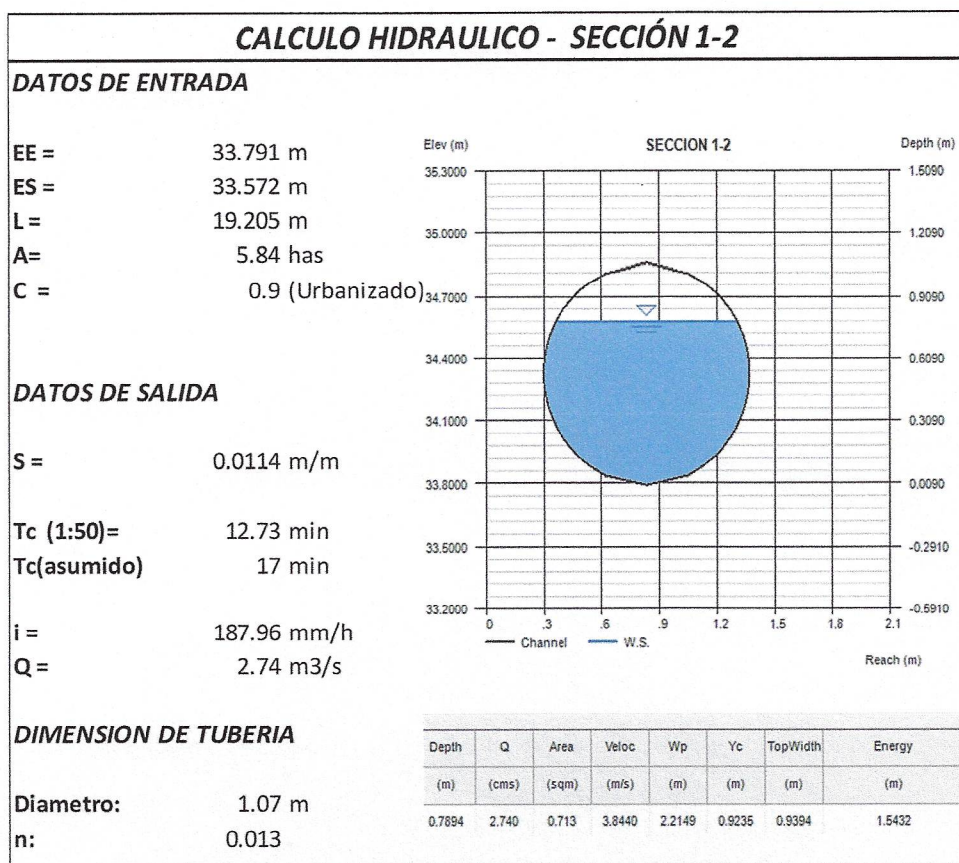 CALCULO HIDRAULICO - SECCIÓN 1-2
DATOS DE ENTRADA
EE = 33.791 m
ES = 33.572 m
L = 19.205 m
A= 5.84 has
C = 0.9 (Urbanizado)
DATOS DE SALIDA
S = 0.0114 m/m
Tc (1:50)= 12.73 min
Tc(asumido) 17 min
i = 187.96 mm/h
Q = 2.74 m3/s
DIMENSION DE TUBERIA
Diametro: 1.07 m
n: 0.013
Elev (m) SECCION 1-2 Depth (m)
35.3000 1.5090
35.0000 1.2090
34.7000 0.9090
34.4000 0.6090
34.1000 0.3090
33.8000 0.0090
33.5000 -0.2910
33.2000 -0.5910
0 .3 .6 .9 1.2 1.5 1.8 2.1
Channel W.S.
Reach (m)
Depth Q Area Veloc Wp Yc TopWidth Energy
(m) (cms) (sqm) (m/s) (m) (m) (m) (m)
0.7894 2.740 0.713 3.8440 2.2149 0.9235 0.9394 1.5432